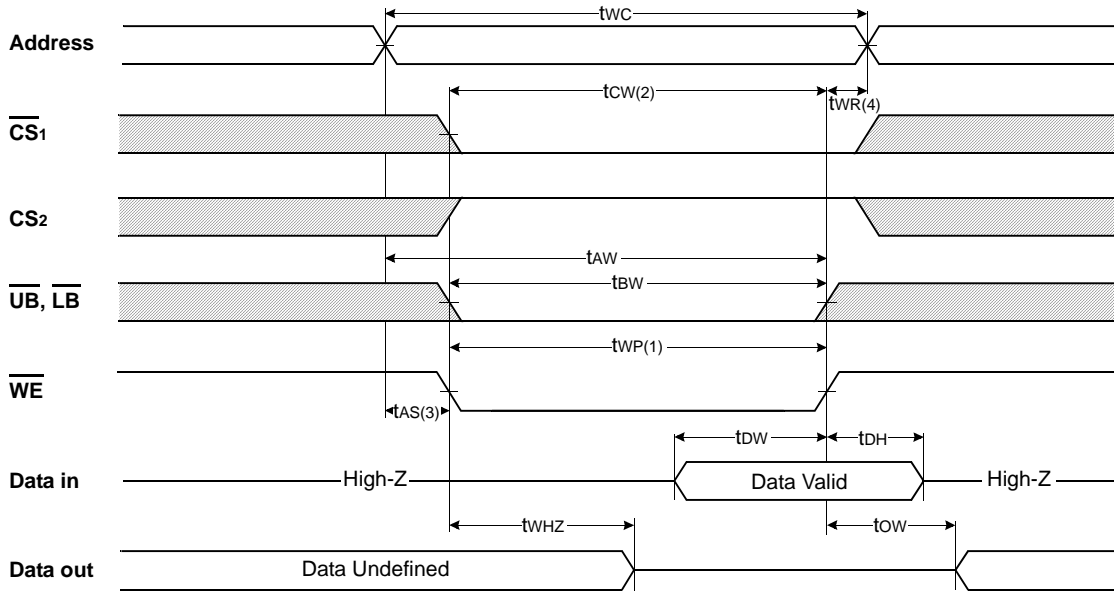 tWC
Address
tCW(2)
tWR(4)
CS1
CS2
tAW
tBW
UB, LB
tWP(1)
WE
tAS(3)
tDW
tDH
Data in
High-Z
Data Valid
High-Z
tWHZ
tOW
Data out
Data Undefined